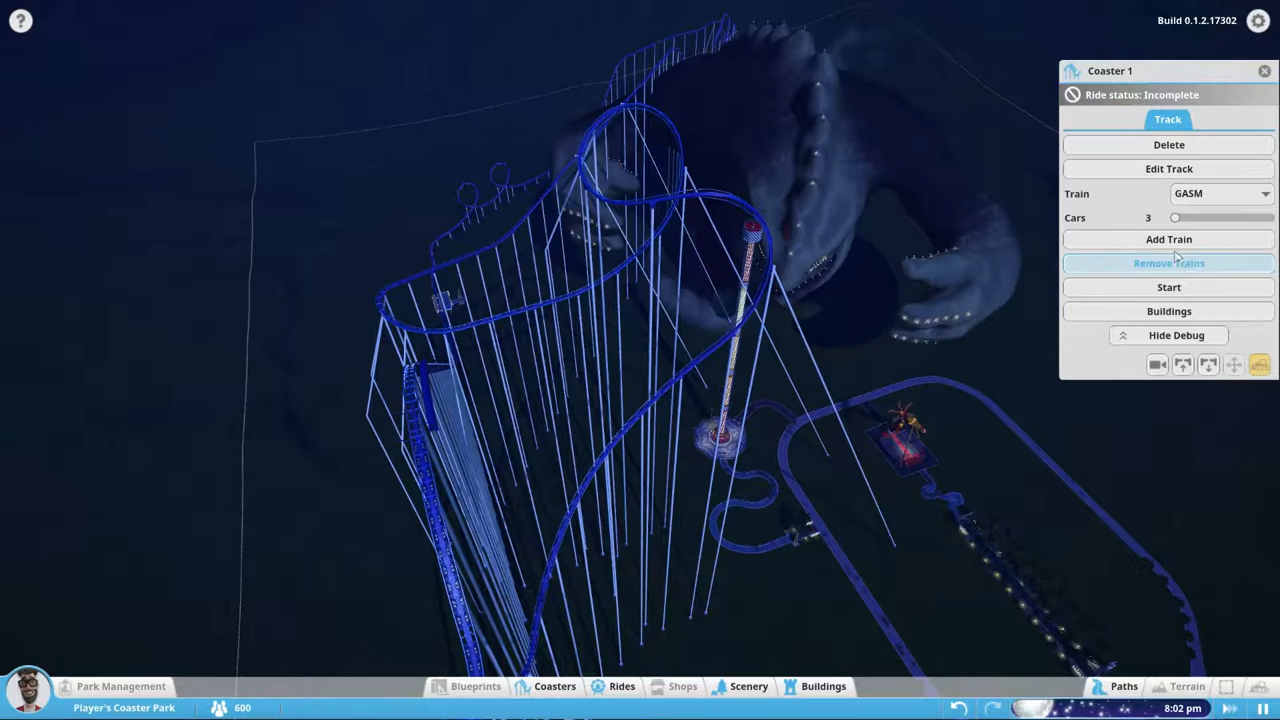 ?
Build 0.1.2.17302
Coaster 1
Ride status: Incomplete
Track
Delete
Edit Track
Train GASM
Cars 3
Add Train
Remove Trains
Start
Buildings
Hide Debug
Park Management Blueprints Coasters Rides Shops Scenery Buildings Paths Terrain
Player's Coaster Park 600 8:02 pm